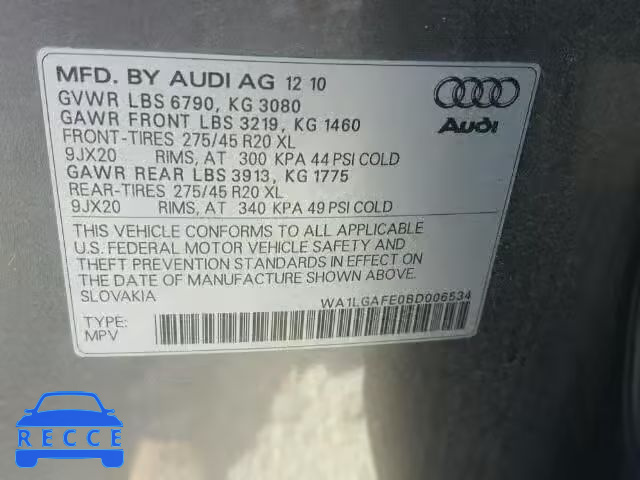 MFD. BY AUDI AG 12 10
GVWR LBS 6790, KG 3080
GAWR FRONT LBS 3219, KG 1460
FRONT-TIRES 275/45 R20 XL
9JX20 RIMS, AT 300 KPA 44 PSI COLD
GAWR REAR LBS 3913, KG 1775
REAR-TIRES 275/45 R20 XL
9JX20 RIMS, AT 340 KPA 49 PSI COLD
Audi
THIS VEHICLE CONFORMS TO ALL APPLICABLE
U.S. FEDERAL MOTOR VEHICLE SAFETY AND
THEFT PREVENTION STANDARDS IN EFFECT ON
THE DATE OF MANUFACTURE SHOWN ABOVE.
SLOVAKIA
WA1LGAFE0BD006534
TYPE:
MPV
RECCE